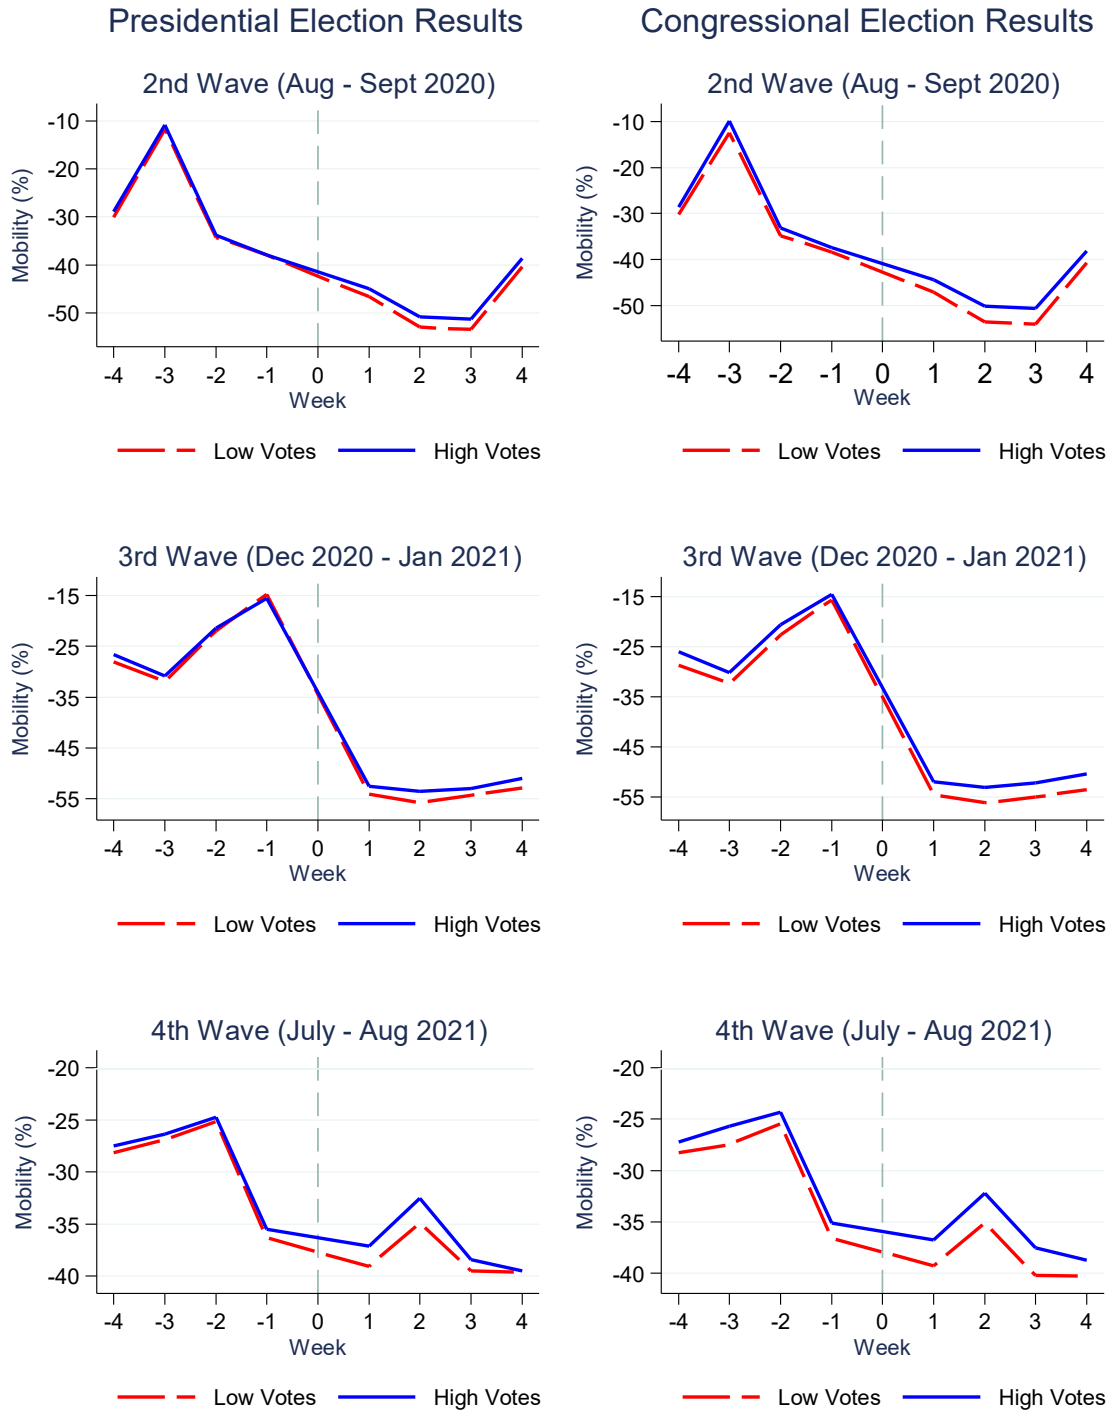 Presidential Election Results
Congressional Election Results
2nd Wave (Aug - Sept 2020)
Mobility (%)
-10
-20
-30
-40
-50
-4 -3 -2 -1 0 1 2 3 4
Week
Low Votes High Votes
2nd Wave (Aug - Sept 2020)
Mobility (%)
-10
-20
-30
-40
-50
-4 -3 -2 -1 0 1 2 3 4
Week
Low Votes High Votes
3rd Wave (Dec 2020 - Jan 2021)
Mobility (%)
-15
-25
-35
-45
-55
-4 -3 -2 -1 0 1 2 3 4
Week
Low Votes High Votes
3rd Wave (Dec 2020 - Jan 2021)
Mobility (%)
-15
-25
-35
-45
-55
-4 -3 -2 -1 0 1 2 3 4
Week
Low Votes High Votes
4th Wave (July - Aug 2021)
Mobility (%)
-20
-25
-30
-35
-40
-4 -3 -2 -1 0 1 2 3 4
Week
Low Votes High Votes
4th Wave (July - Aug 2021)
Mobility (%)
-20
-25
-30
-35
-40
-4 -3 -2 -1 0 1 2 3 4
Week
Low Votes High Votes